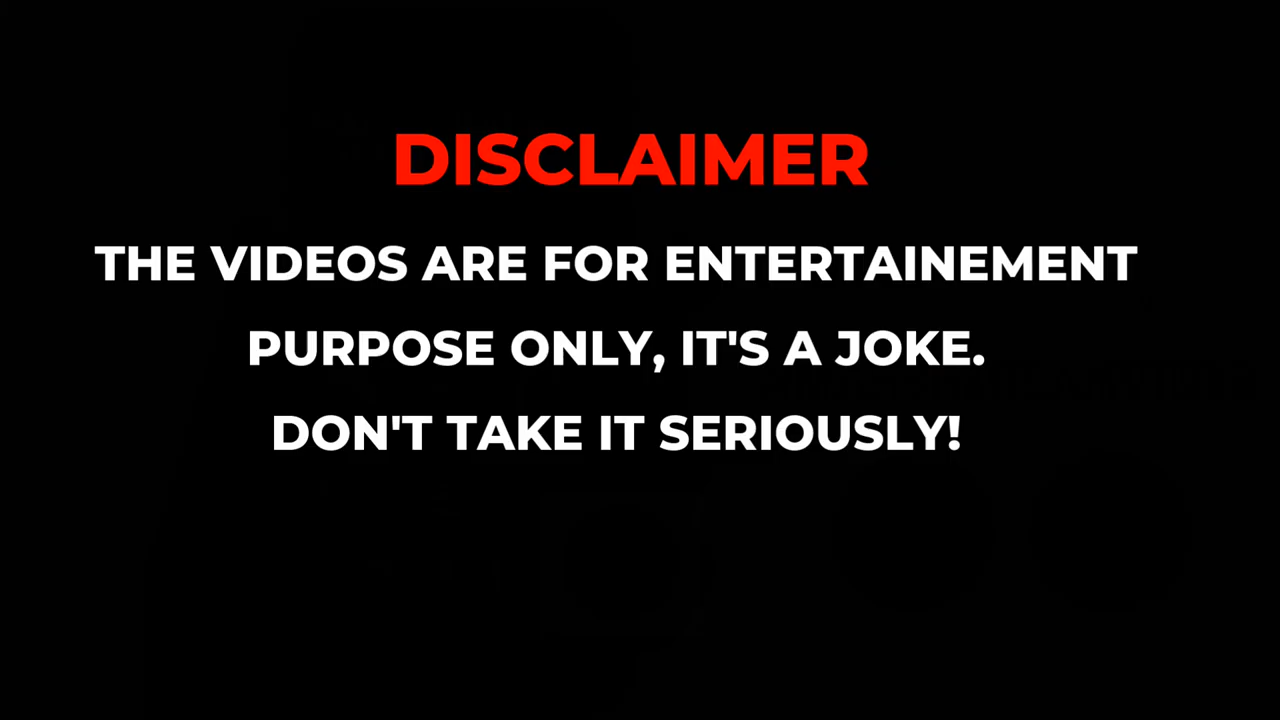 DISCLAIMER
THE VIDEOS ARE FOR ENTERTAINEMENT
PURPOSE ONLY, IT'S A JOKE.
DON'T TAKE IT SERIOUSLY!